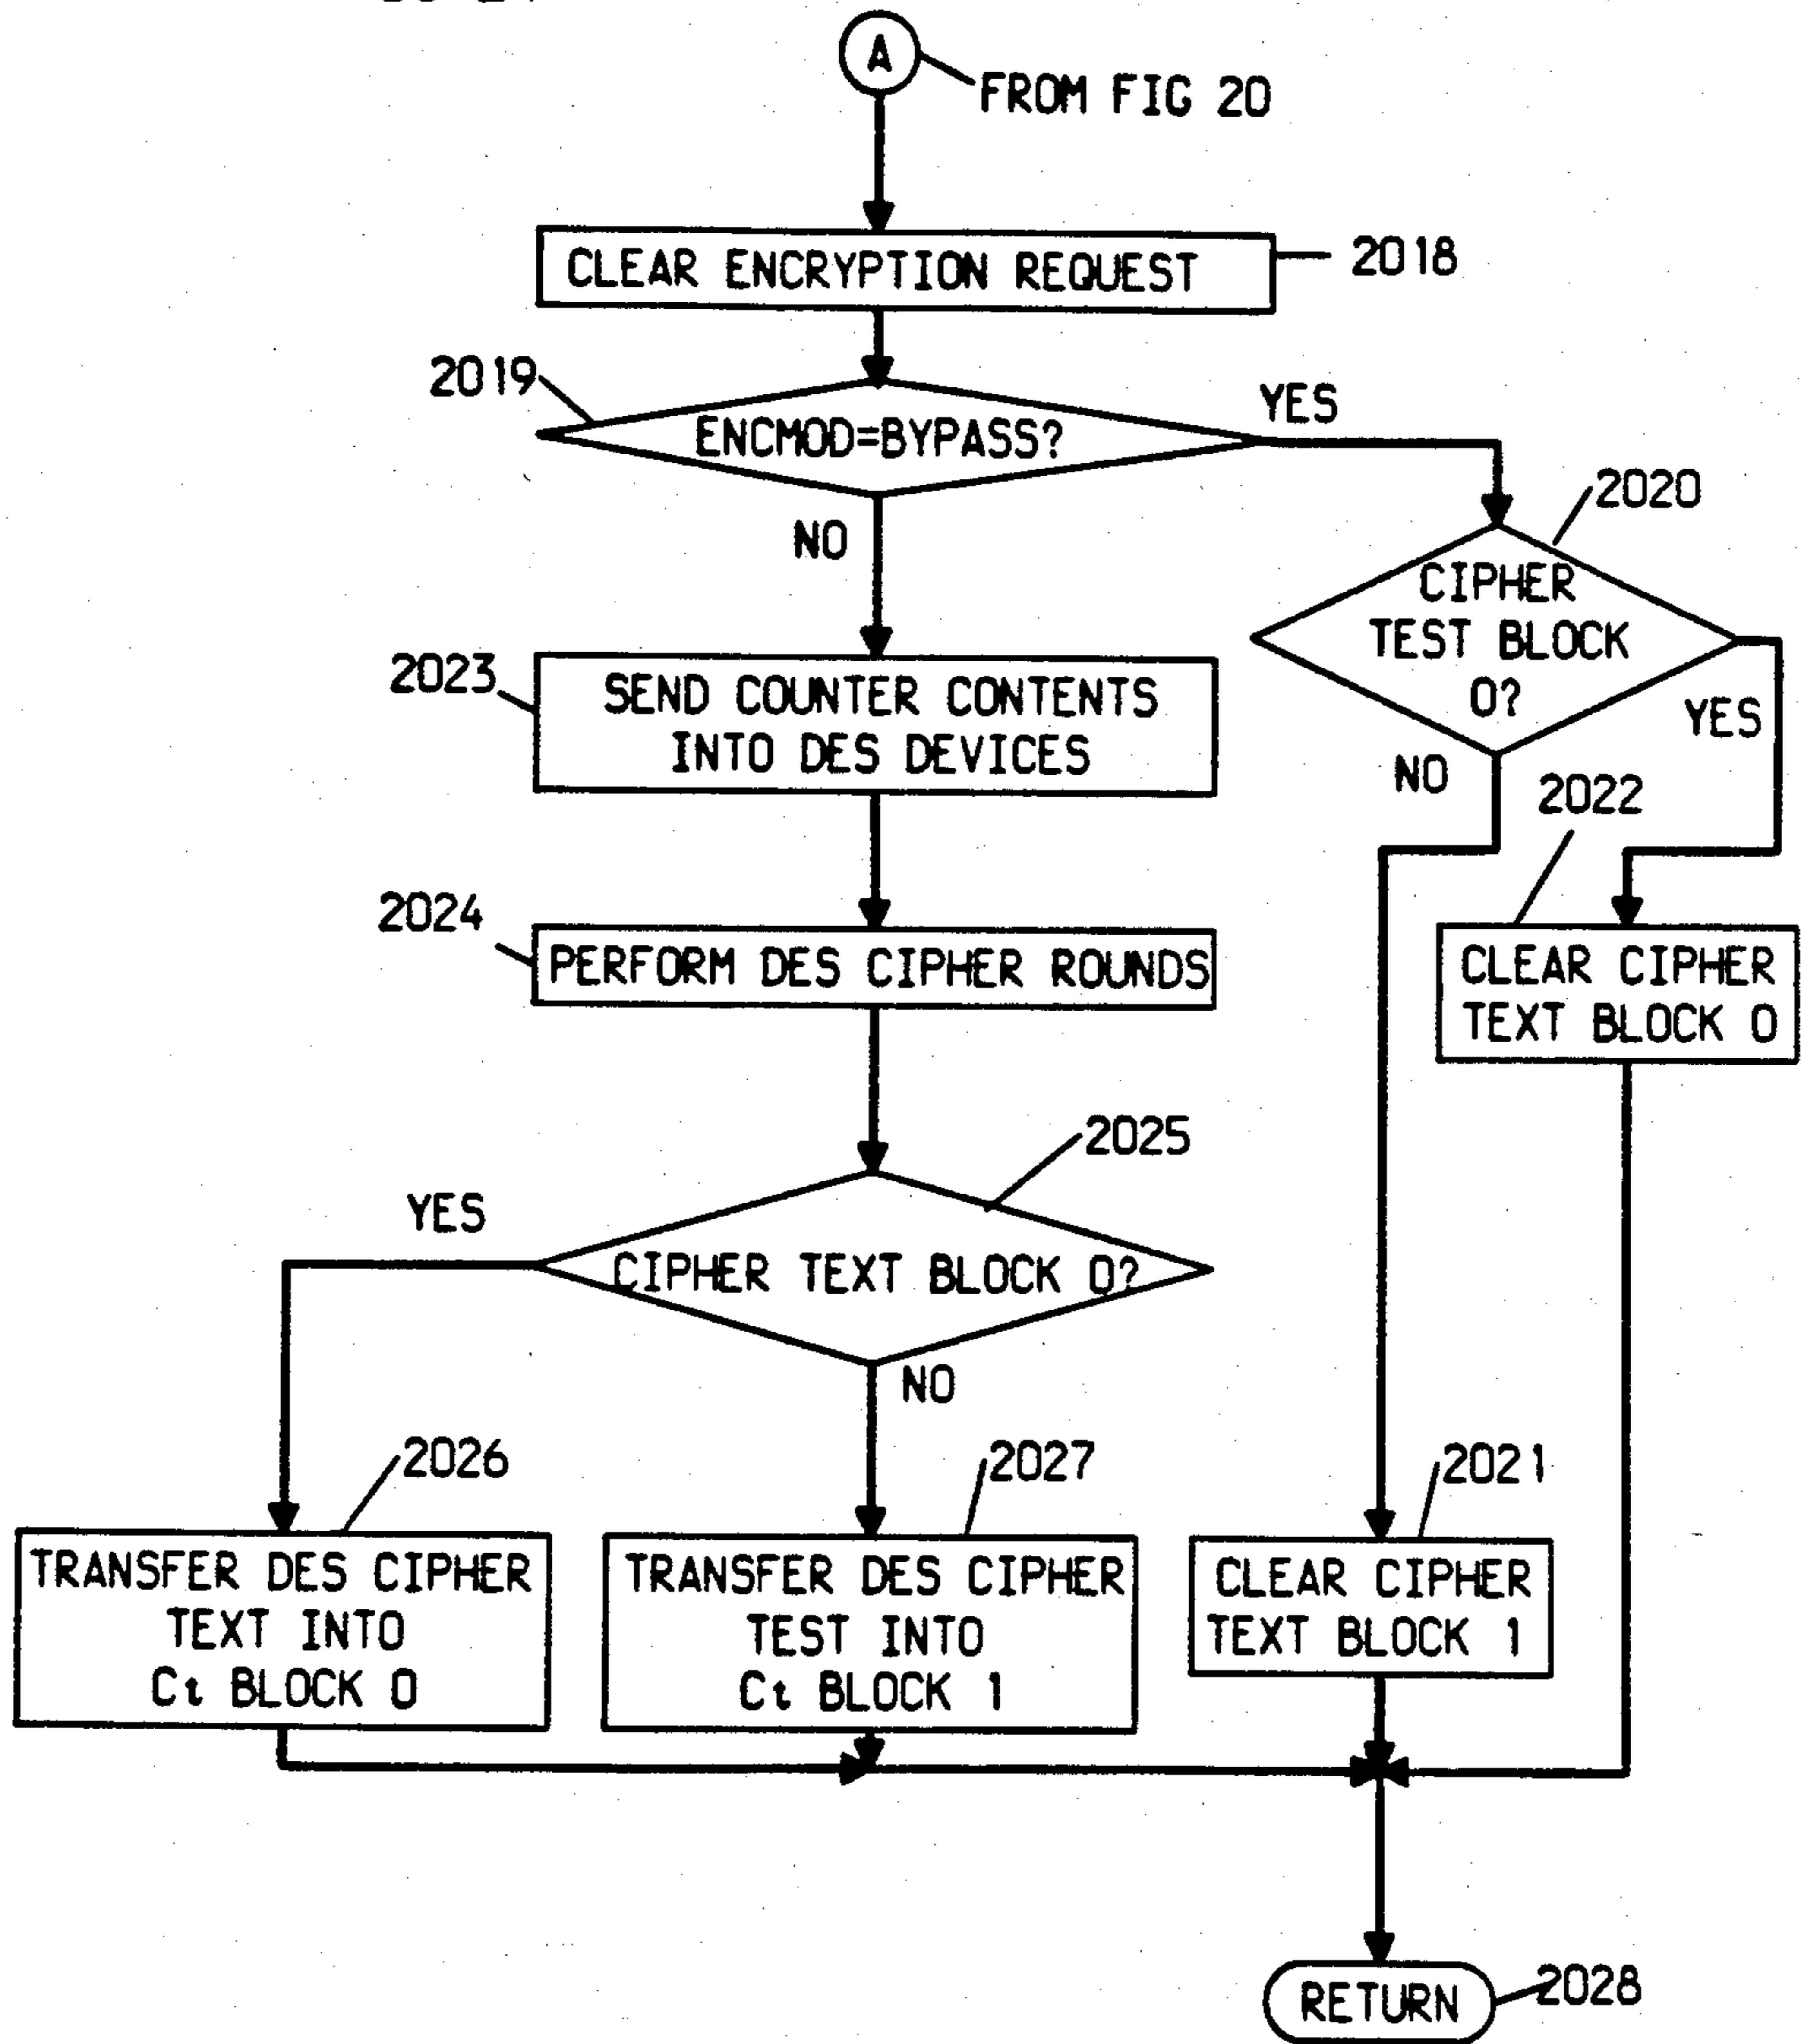 A
FROM FIG 20
CLEAR ENCRYPTION REQUEST
2018
2019
ENCMOD=BYPASS?
YES
NO
2020
CIPHER
TEST BLOCK
0?
YES
NO
2022
CLEAR CIPHER
TEXT BLOCK 0
2023
SEND COUNTER CONTENTS
INTO DES DEVICES
2024
PERFORM DES CIPHER ROUNDS
2025
YES
CIPHER TEXT BLOCK 0?
NO
2026
TRANSFER DES CIPHER
TEXT INTO
Ct BLOCK 0
2027
TRANSFER DES CIPHER
TEST INTO
Ct BLOCK 1
2021
CLEAR CIPHER
TEXT BLOCK 1
RETURN
2028